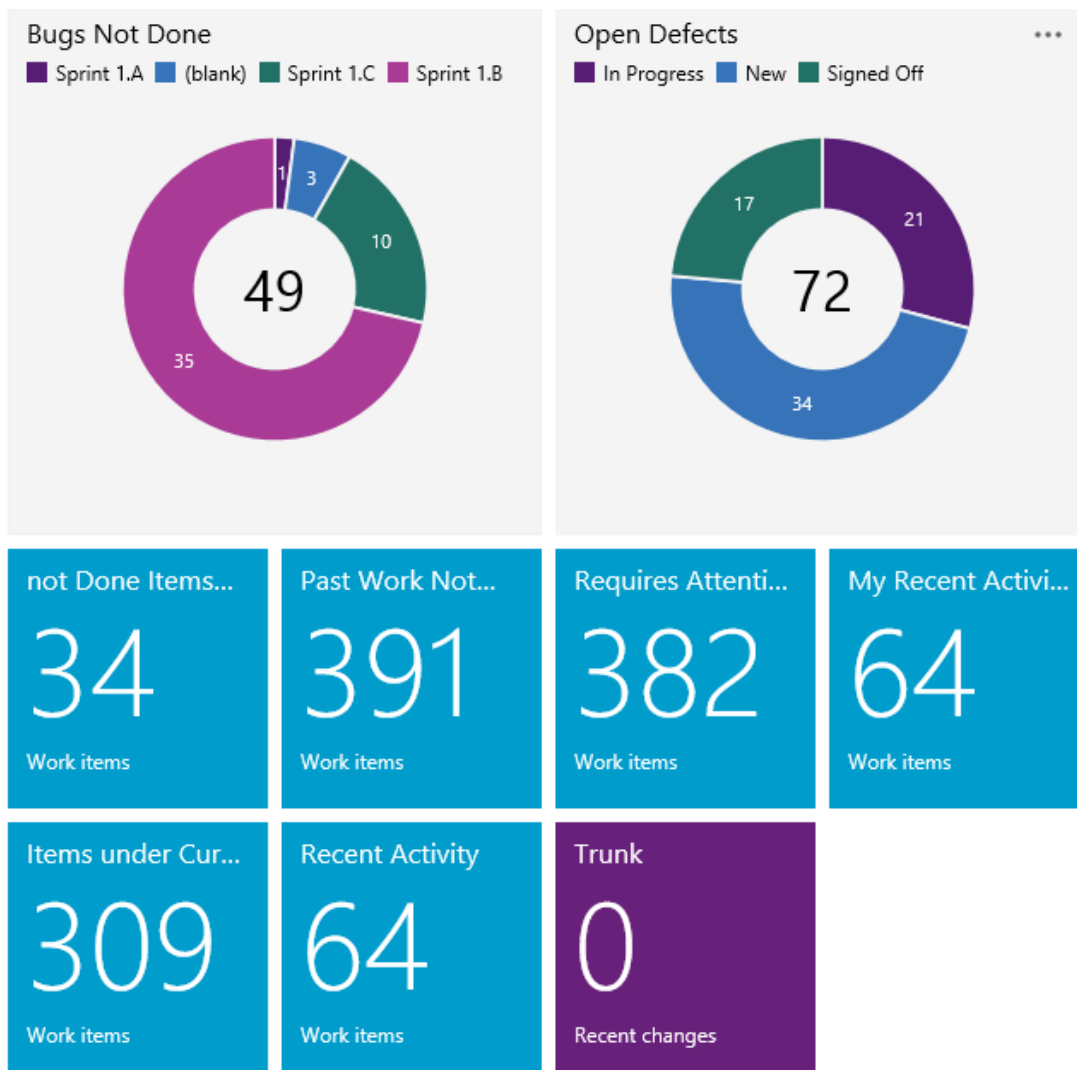 Bugs Not Done
Sprint 1.A (blank) Sprint 1.C Sprint 1.B
1
3
10
35
49
Open Defects
In Progress New Signed Off
17
21
34
72
not Done Items...
34
Work items
Past Work Not...
391
Work items
Requires Attenti...
382
Work items
My Recent Activi...
64
Work items
Items under Cur...
309
Work items
Recent Activity
64
Work items
Trunk
0
Recent changes